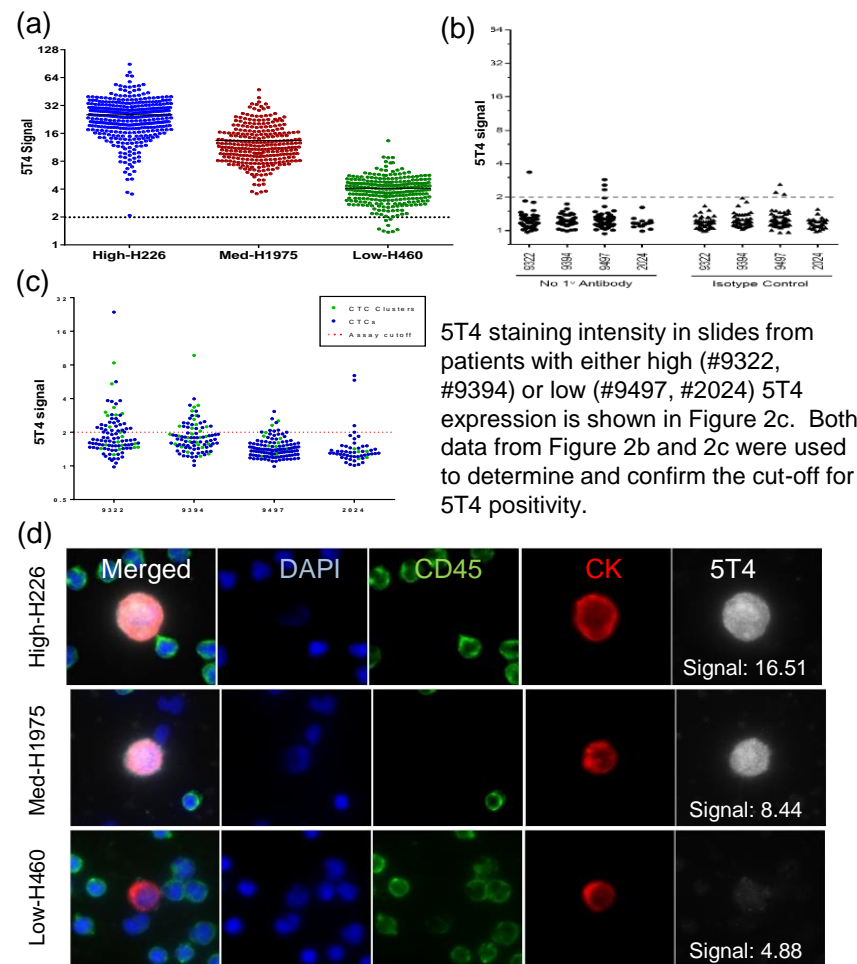 (a)
128
64
32
16
8
4
2
1
5T4 Signal
High-H226
Med-H1975
Low-H460
(b)
64
32
16
8
4
2
1
5T4 signal
9322
9394
9497
2024
9322
9394
9497
2024
No 1° Antibody
Isotype Control
(c)
32
16
8
4
2
1
0.5
5T4 signal
CTC Clusters
CTCs
Assay cutoff
9322
9394
9497
2024
5T4 staining intensity in slides from
patients with either high (#9322,
#9394) or low (#9497, #2024) 5T4
expression is shown in Figure 2c. Both
data from Figure 2b and 2c were used
to determine and confirm the cut-off for
5T4 positivity.
(d)
Merged DAPI CD45 CK 5T4
High-H226
Signal: 16.51
Med-H1975
Signal: 8.44
Low-H460
Signal: 4.88